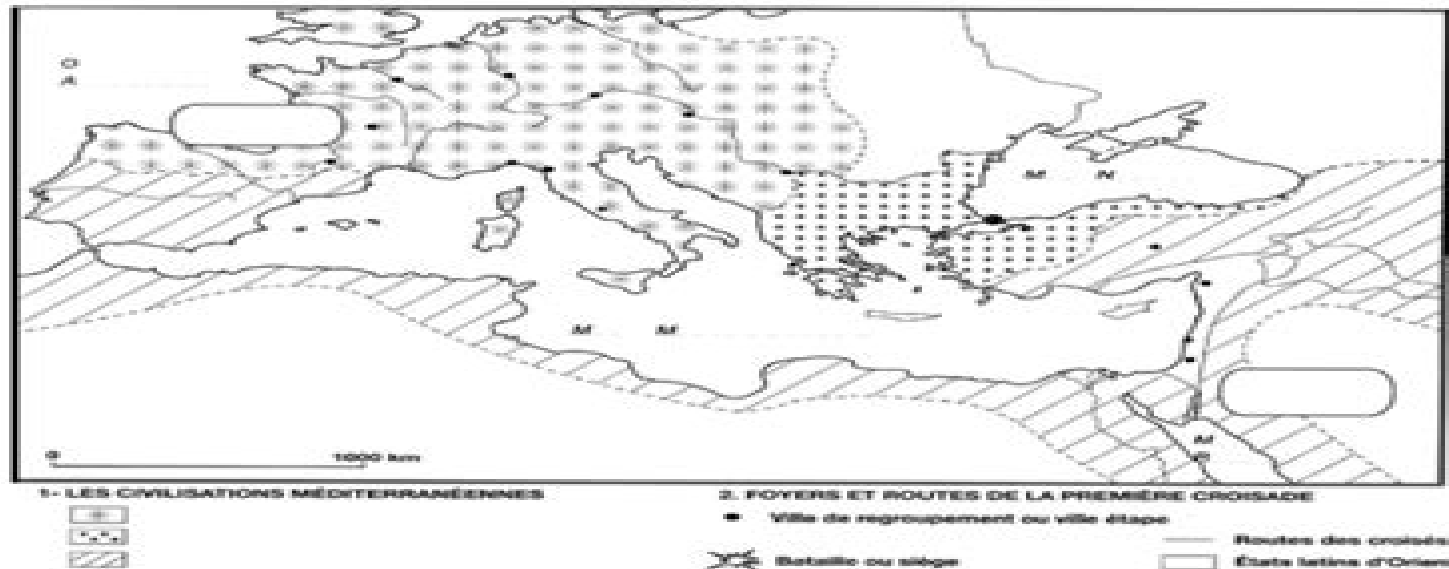 O
A
M N
M M
M
R
0 1000 km
1- LES CIVILISATIONS MÉDITERRANÉENNES
2. FOYERS ET ROUTES DE LA PREMIÈRE CROISADE
Ville de regroupement ou ville étape
Routes des croisés
Bataille ou siège
États latins d'Orien